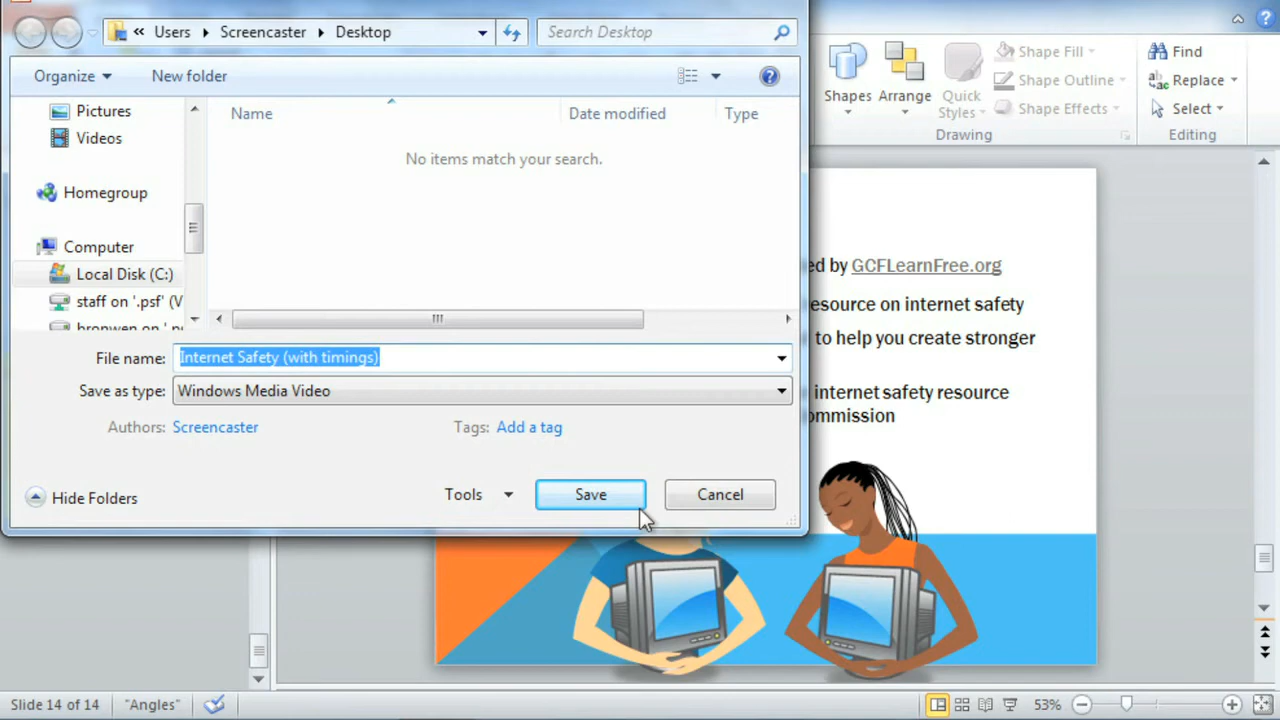 « Users Screencaster Desktop
Search Desktop
Organize
New folder
Pictures
Videos
Homegroup
Computer
Local Disk (C:)
staff on '.psf' (V
Name
Date modified
Type
No items match your search.
File name: Internet Safety (with timings)
Save as type: Windows Media Video
Authors: Screencaster
Tags: Add a tag
Hide Folders
Tools
Save
Cancel
Shapes
Arrange
Quick
Styles
Shape Fill
Shape Outline
Shape Effects
Drawing
Find
Replace
Select
Editing
ed by GCFLearnFree.org
esource on internet safety
to help you create stronger
internet safety resource
ommission
Slide 14 of 14
"Angles"
53%